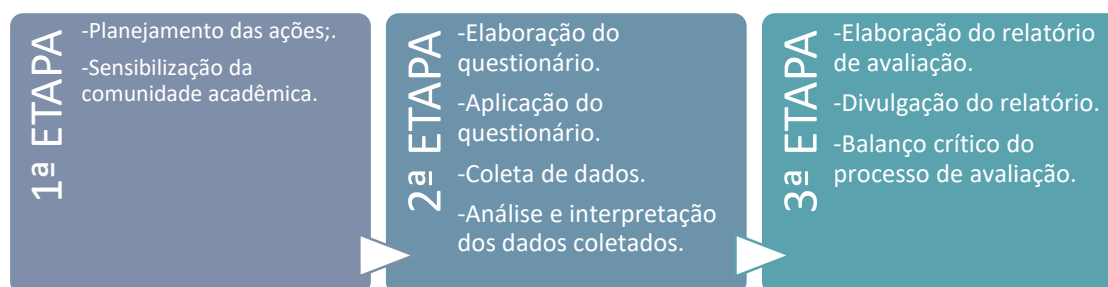 1ª ETAPA
-Planejamento das ações;.
-Sensibilização da
comunidade acadêmica.
2ª ETAPA
-Elaboração do
questionário.
-Aplicação do
questionário.
-Coleta de dados.
-Análise e interpretação
dos dados coletados.
3ª ETAPA
-Elaboração do relatório
de avaliação.
-Divulgação do relatório.
-Balanço crítico do
processo de avaliação.